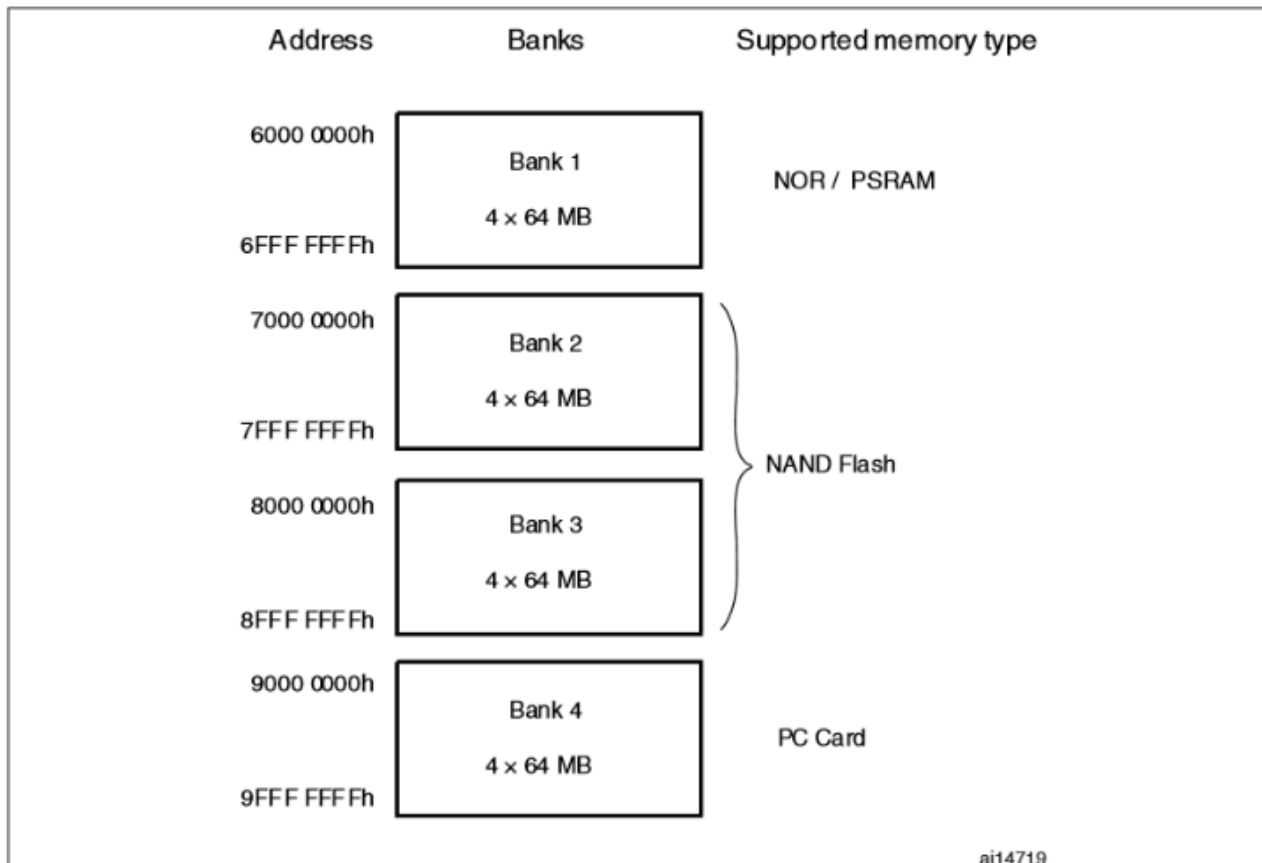 Address Banks Supported memory type
6000 0000h
Bank 1
NOR / PSRAM
4 × 64 MB
6FFF FFFFh
7000 0000h
Bank 2
4 × 64 MB
7FFF FFFFh
NAND Flash
8000 0000h
Bank 3
4 × 64 MB
8FFF FFFFh
9000 0000h
Bank 4
PC Card
4 × 64 MB
9FFF FFFFh
ai14719